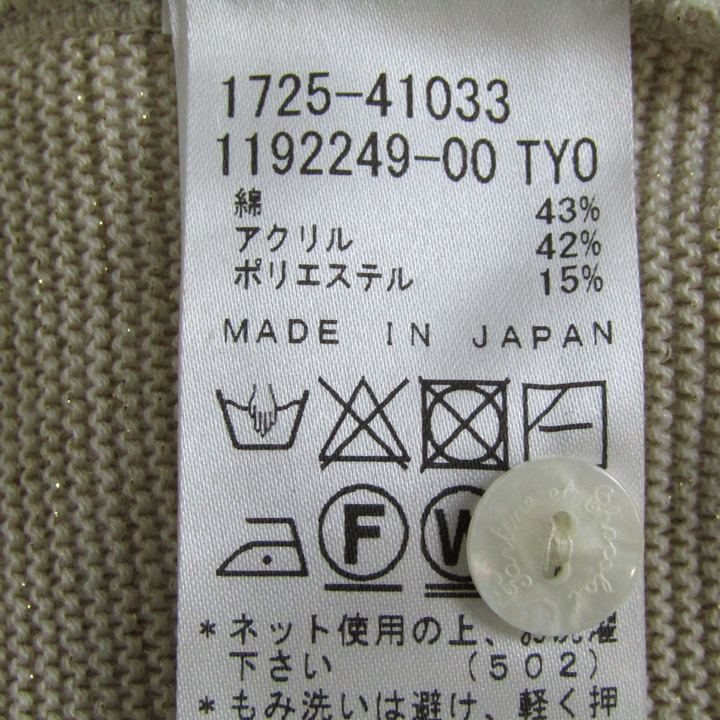 1725-41033
1192249-00 TYO
綿 43%
アクリル 42%
ポリエステル 15%
MADE IN JAPAN
F W
*ネット使用の上、
下さい (502)
*もみ洗いは避け、軽く押